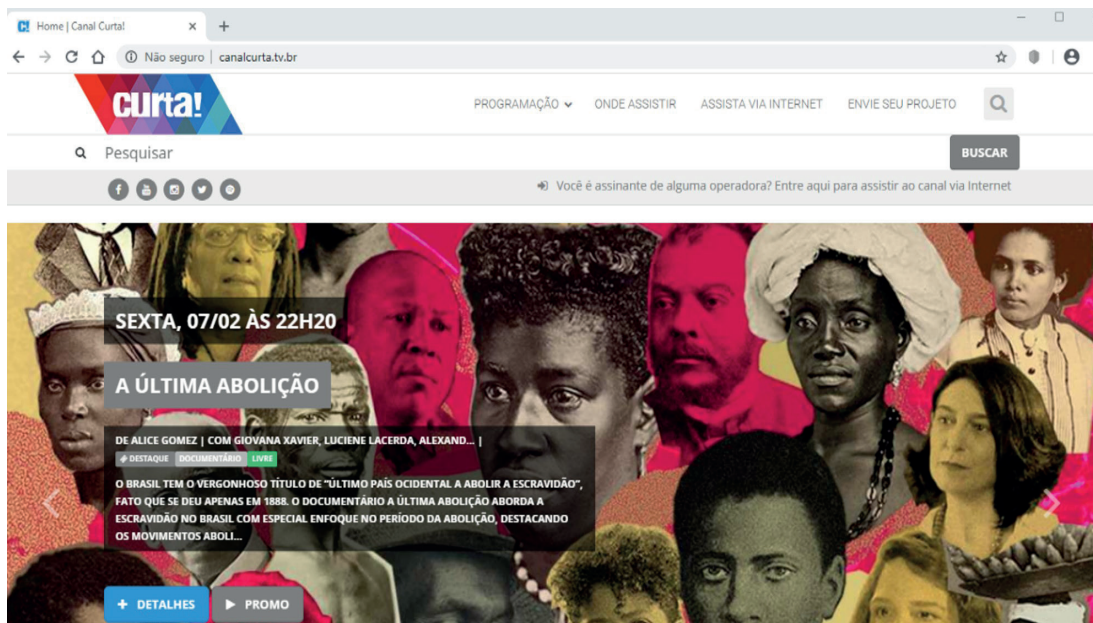 Home | Canal Curta!
Não seguro | canalcurta.tv.br
curta!
PROGRAMAÇÃO ONDE ASSISTIR ASSISTA VIA INTERNET ENVIE SEU PROJETO
Pesquisar BUSCAR
Você é assinante de alguma operadora? Entre aqui para assistir ao canal via Internet
SEXTA, 07/02 ÀS 22H20
A ÚLTIMA ABOLIÇÃO
DE ALICE GOMEZ | COM GIOVANA XAVIER, LUCIENE LACERDA, ALEXAND... |
DESTAQUE DOCUMENTÁRIO LIVRE
O BRASIL TEM O VERGONHOSO TÍTULO DE “ÚLTIMO PAÍS OCIDENTAL A ABOLIR A ESCRAVIDÃO”,
FATO QUE SE DEU APENAS EM 1888. O DOCUMENTÁRIO A ÚLTIMA ABOLIÇÃO ABORDA A
ESCRAVIDÃO NO BRASIL COM ESPECIAL ENFOQUE NO PERÍODO DA ABOLIÇÃO, DESTACANDO
OS MOVIMENTOS ABOLI...
+ DETALHES PROMO